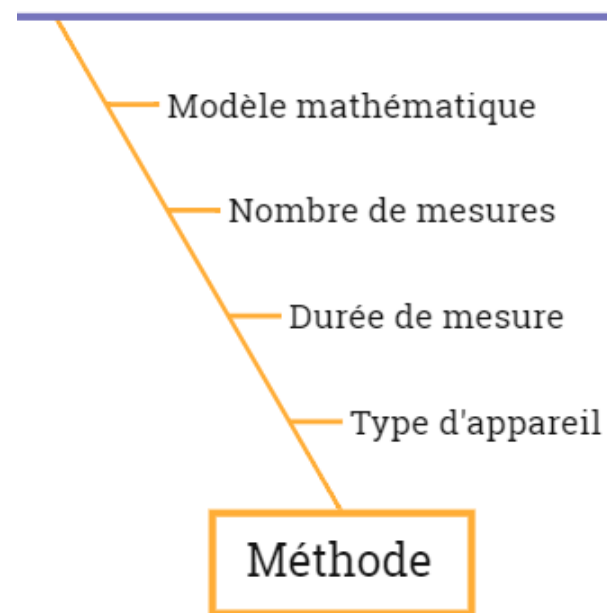 Modèle mathématique
Nombre de mesures
Durée de mesure
Type d'appareil
Méthode